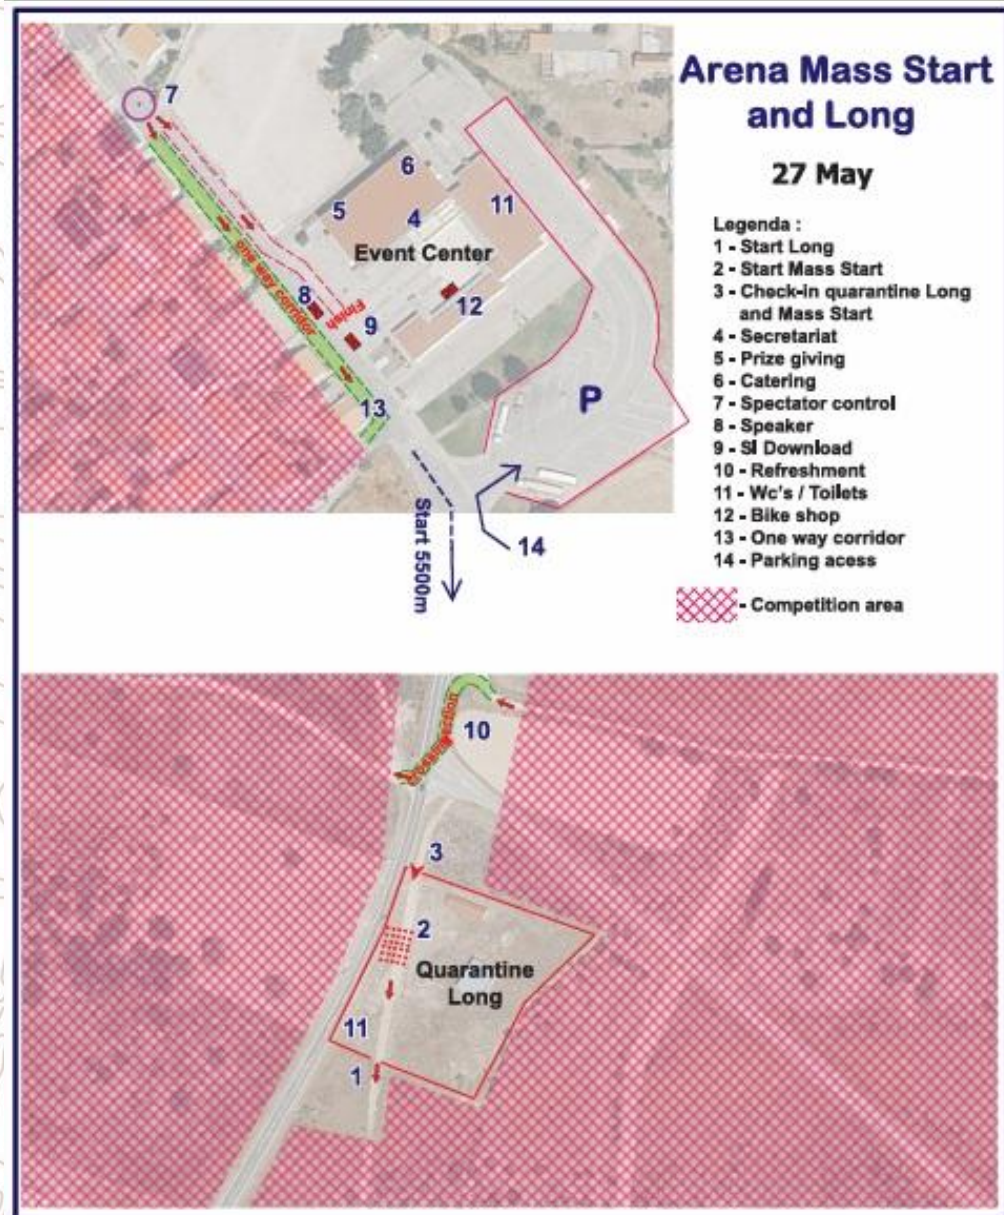 Arena Mass Start
and Long
27 May
Legenda :
1 - Start Long
2 - Start Mass Start
3 - Check-in quarantine Long
and Mass Start
4 - Secretariat
5 - Prize giving
6 - Catering
7 - Spectator control
8 - Speaker
9 - SI Download
10 - Refreshment
11 - Wc's / Toilets
12 - Bike shop
13 - One way corridor
14 - Parking acess
- Competition area
7
6
5
4
11
Event Center
one way corridor
8
Finish
9
12
13
P
Start 5500m
14
10
3
2
Quarantine
Long
11
1